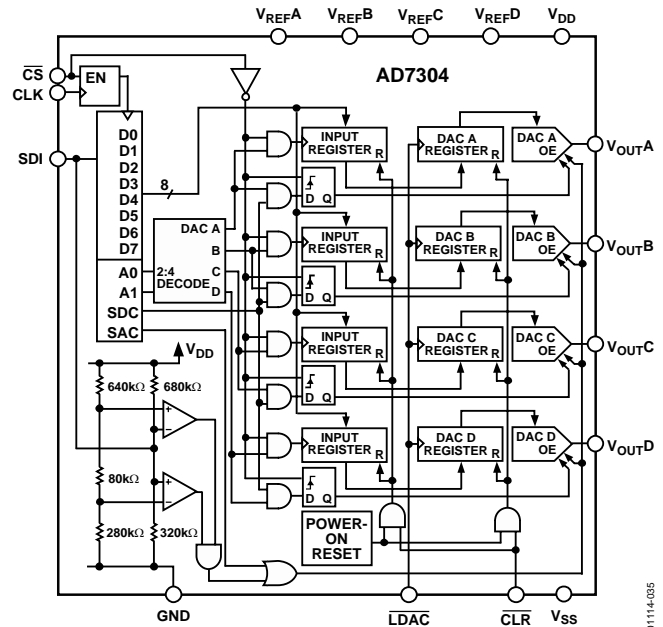 VREFA VREFB VREFC VREFD VDD
AD7304
CS
CLK
SDI
EN
D0
D1
D2
D3
D4
D5
D6
D7
A0
A1
SDC
SAC
8
2:4
DECODE
DAC A
B
C
D
INPUT
REGISTER R
DAC A
REGISTER R
DAC A
OE
VOUTA
D Q
INPUT
REGISTER R
DAC B
REGISTER R
DAC B
OE
VOUTB
D Q
INPUT
REGISTER R
DAC C
REGISTER R
DAC C
OE
VOUTC
D Q
INPUT
REGISTER R
DAC D
REGISTER R
DAC D
OE
VOUTD
D Q
VDD
640kΩ 680kΩ
+
−
80kΩ
+
−
280kΩ 320kΩ
POWER-
ON
RESET
GND LDAC CLR VSS
01114-035